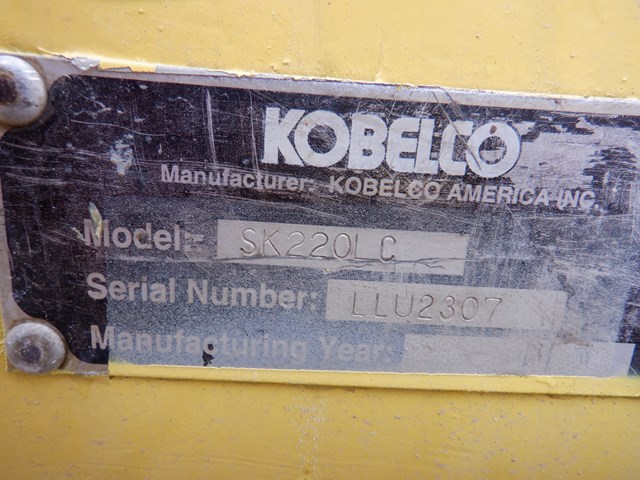 KOBELCO
Manufacturer: KOBELCO AMERICA INC.
Model: SK220LC
Serial Number: LLU2307
Manufacturing Year: